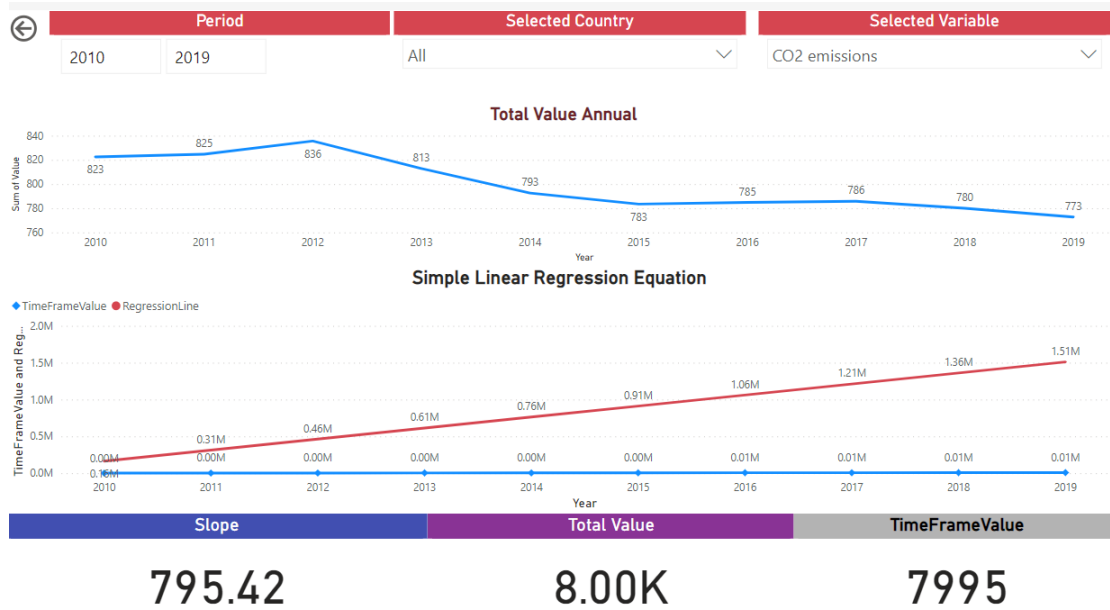 Period Selected Country Selected Variable
2010 2019 All CO2 emissions
Total Value Annual
Sum of Value
840
820
800
780
760
823 825 836 813 793 783 785 786 780 773
2010 2011 2012 2013 2014 2015 2016 2017 2018 2019
Year
Simple Linear Regression Equation
TimeFrameValue RegressionLine
TimeFrameValue and Reg...
2.0M
1.5M
1.0M
0.5M
0.0M
0.31M 0.46M 0.61M 0.76M 0.91M 1.06M 1.21M 1.36M 1.51M
0.00M 0.00M 0.00M 0.00M 0.00M 0.00M 0.01M 0.01M 0.01M 0.01M
2010 2011 2012 2013 2014 2015 2016 2017 2018 2019
Year
Slope Total Value TimeFrameValue
795.42 8.00K 7995